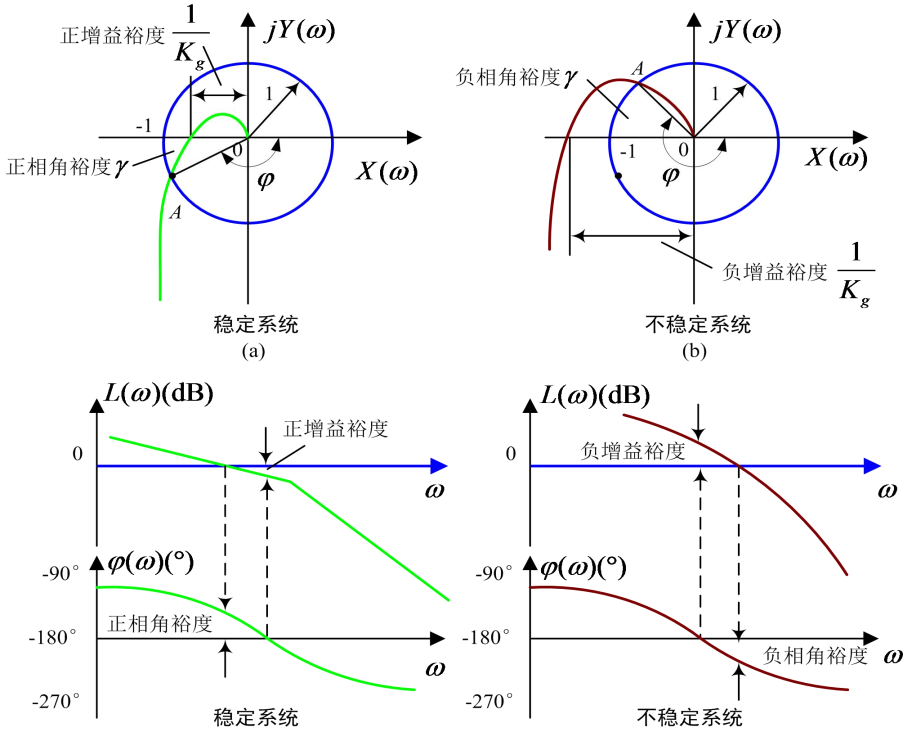 正增益裕度 1/K_g
jY(ω)
1
-1
0
正相角裕度γ
φ
X(ω)
A
稳定系统
(a)
jY(ω)
负相角裕度γ
A
1
-1
0
φ
X(ω)
负增益裕度 1/K_g
不稳定系统
(b)
L(ω)(dB)
正增益裕度
0
ω
φ(ω)(°)
-90°
正相角裕度
-180°
ω
-270°
稳定系统
L(ω)(dB)
0
负增益裕度
ω
φ(ω)(°)
-90°
-180°
负相角裕度
ω
-270°
不稳定系统